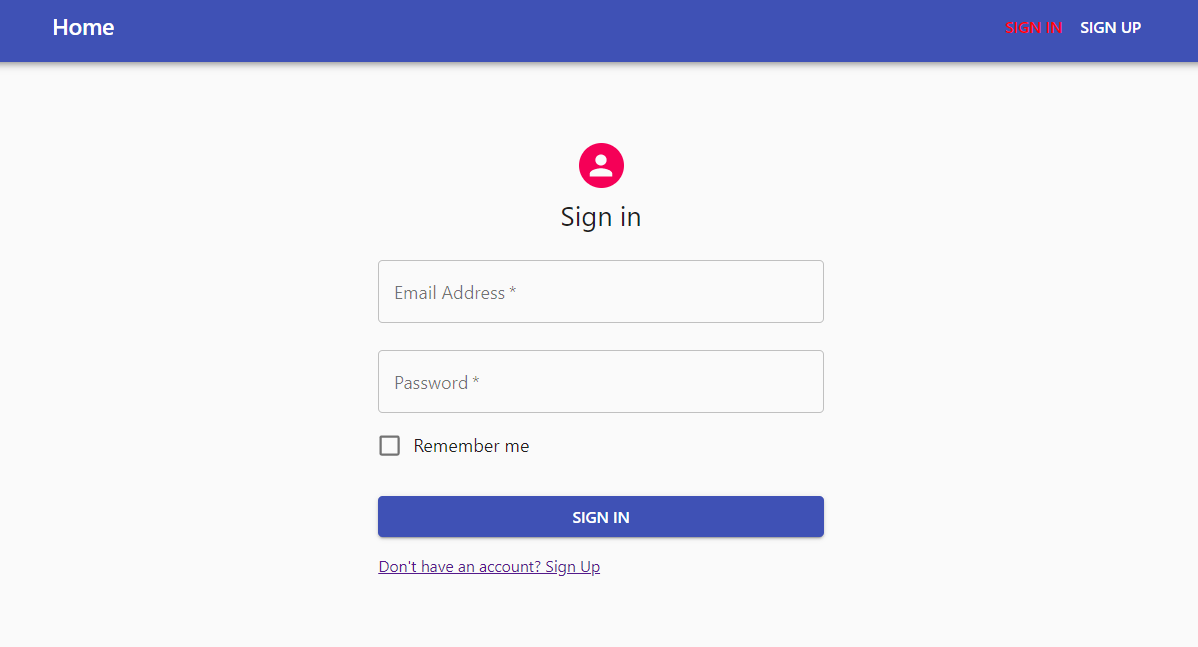 Home
SIGN IN SIGN UP
Sign in
Email Address *
Password *
Remember me
SIGN IN
Don't have an account? Sign Up